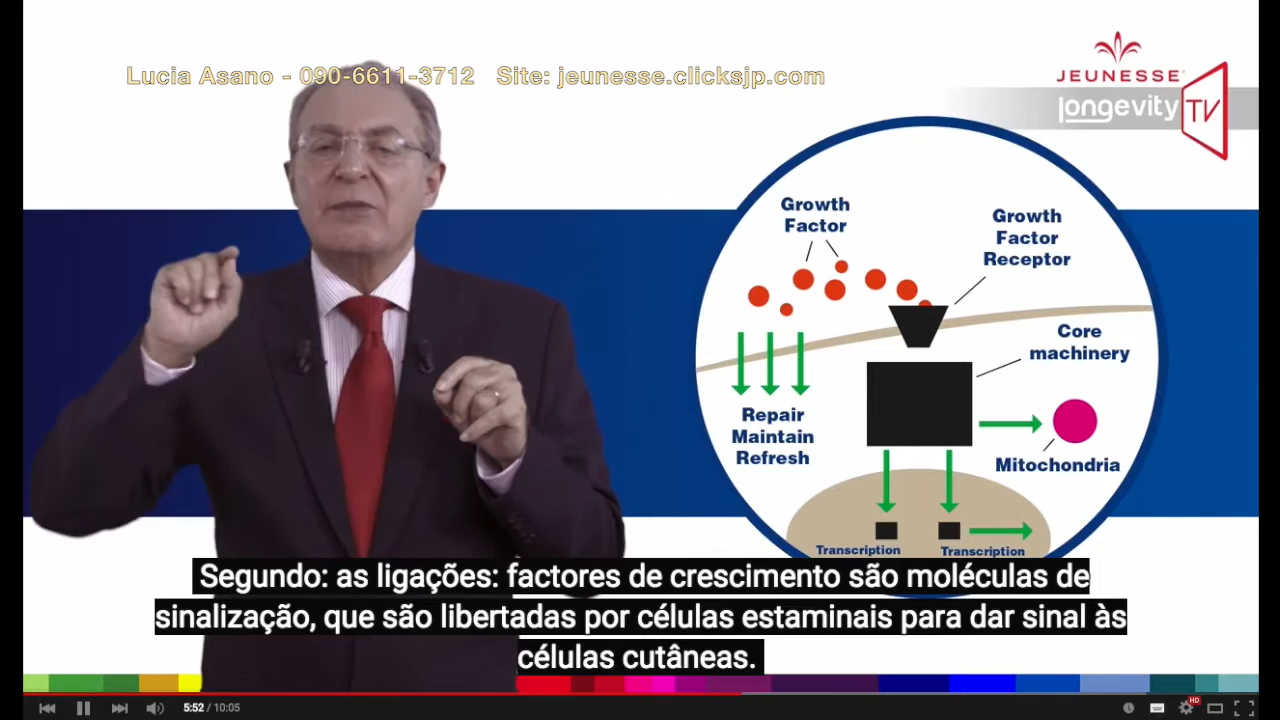 Lucia Asano - 090-6611-3712 Site: jeunesse.clicksjp.com
JEUNESSE
longevity TV
Growth
Factor
Growth
Factor
Receptor
Core
machinery
Repair
Maintain
Refresh
Mitochondria
Transcription
Transcription
Segundo: as ligações: factores de crescimento são moléculas de
sinalização, que são libertadas por células estaminais para dar sinal às
células cutâneas.
5:52 / 10:05
HD